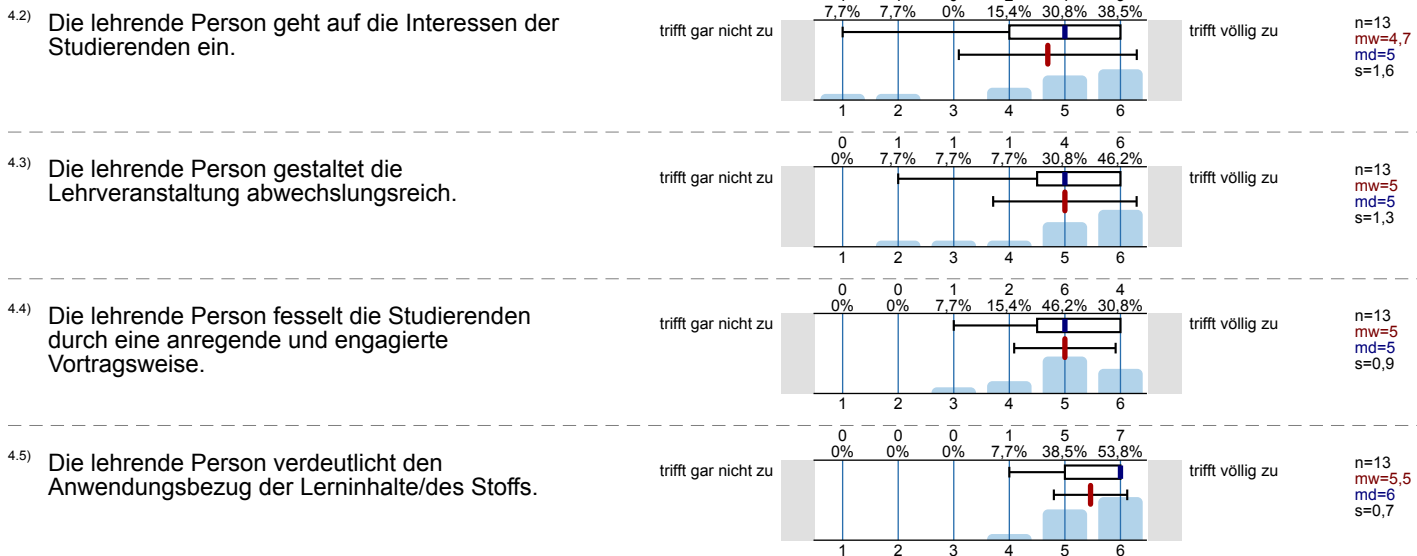 7,7% 7,7% 0% 15,4% 30,8% 38,5%
4.2) Die lehrende Person geht auf die Interessen der
Studierenden ein.
trifft gar nicht zu
trifft völlig zu
n=13
mw=4,7
md=5
s=1,6
1 2 3 4 5 6
0 1 1 1 4 6
0% 7,7% 7,7% 7,7% 30,8% 46,2%
4.3) Die lehrende Person gestaltet die
Lehrveranstaltung abwechslungsreich.
trifft gar nicht zu
trifft völlig zu
n=13
mw=5
md=5
s=1,3
1 2 3 4 5 6
0 0 1 2 6 4
0% 0% 7,7% 15,4% 46,2% 30,8%
4.4) Die lehrende Person fesselt die Studierenden
durch eine anregende und engagierte
Vortragsweise.
trifft gar nicht zu
trifft völlig zu
n=13
mw=5
md=5
s=0,9
1 2 3 4 5 6
0 0 0 1 5 7
0% 0% 0% 7,7% 38,5% 53,8%
4.5) Die lehrende Person verdeutlicht den
Anwendungsbezug der Lerninhalte/des Stoffs.
trifft gar nicht zu
trifft völlig zu
n=13
mw=5,5
md=6
s=0,7
1 2 3 4 5 6